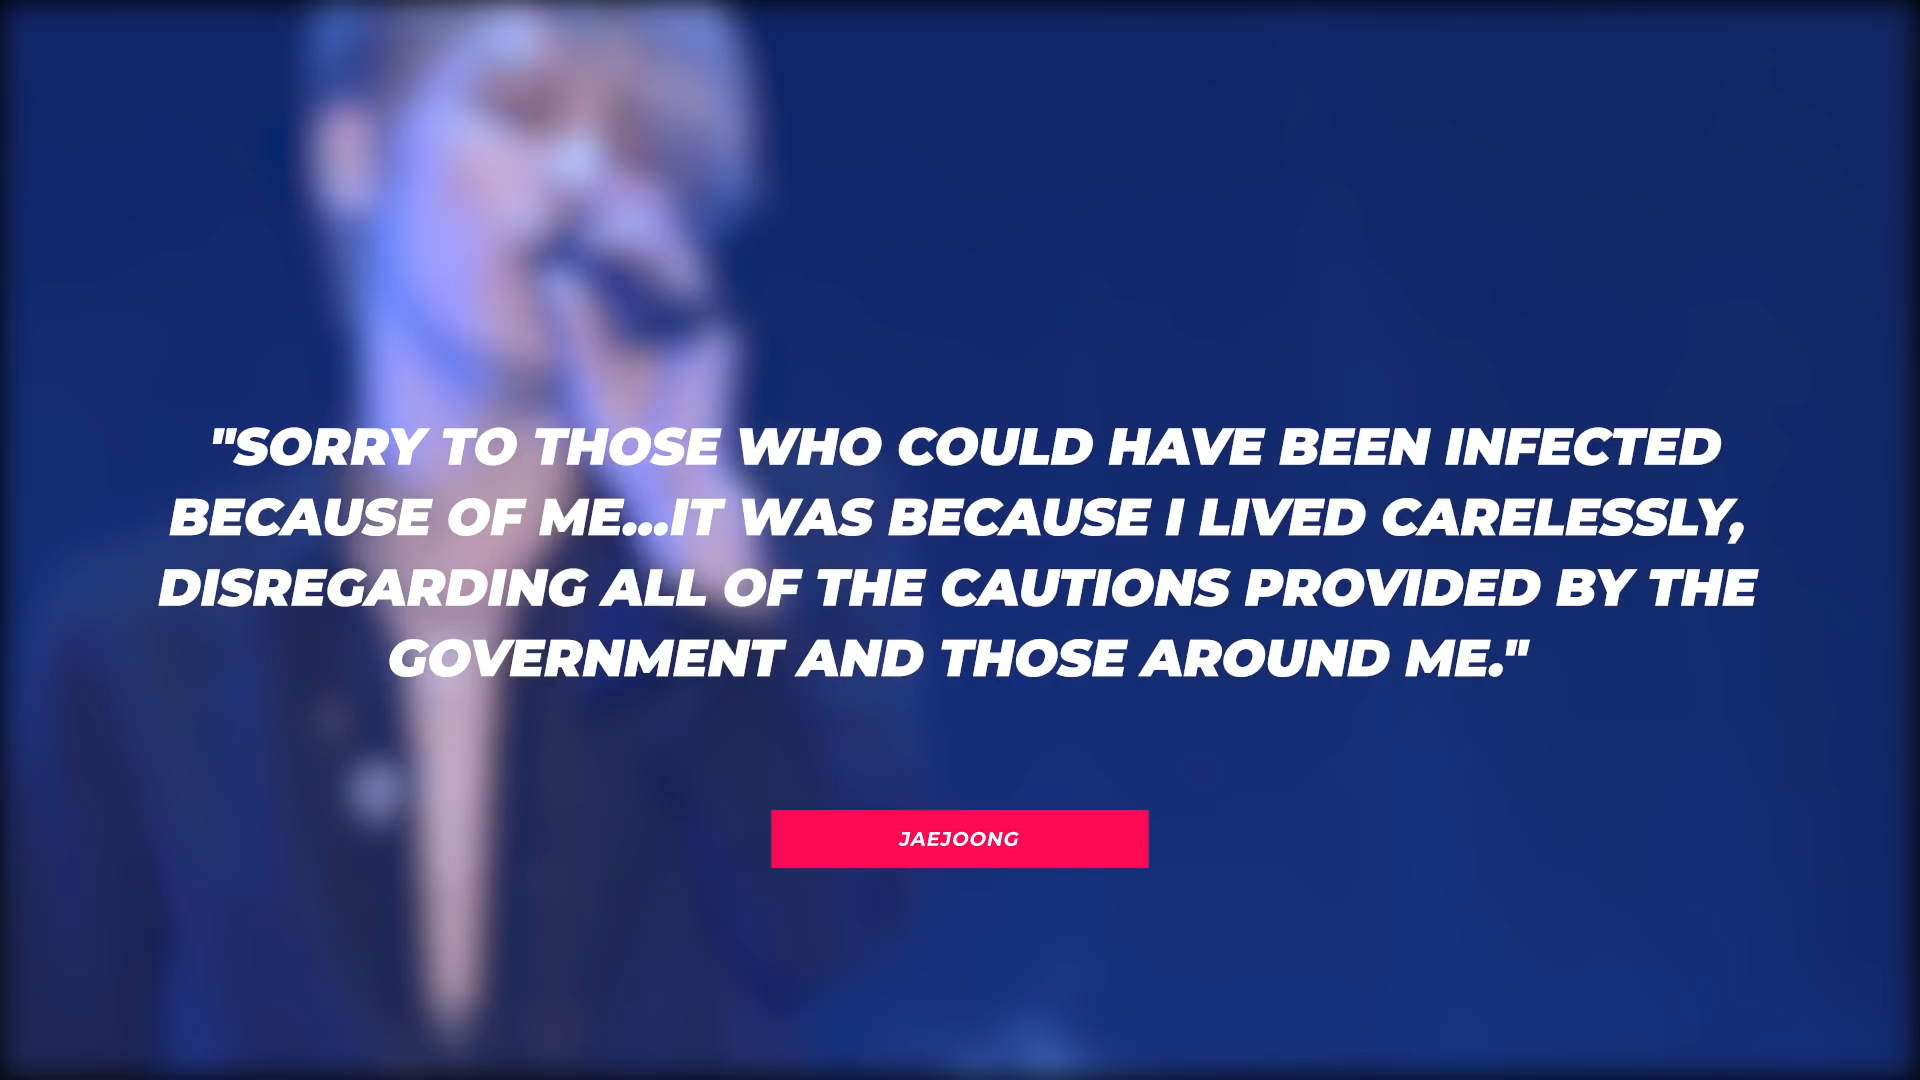 "SORRY TO THOSE WHO COULD HAVE BEEN INFECTED
BECAUSE OF ME...IT WAS BECAUSE I LIVED CARELESSLY,
DISREGARDING ALL OF THE CAUTIONS PROVIDED BY THE
GOVERNMENT AND THOSE AROUND ME."
JAEJOONG